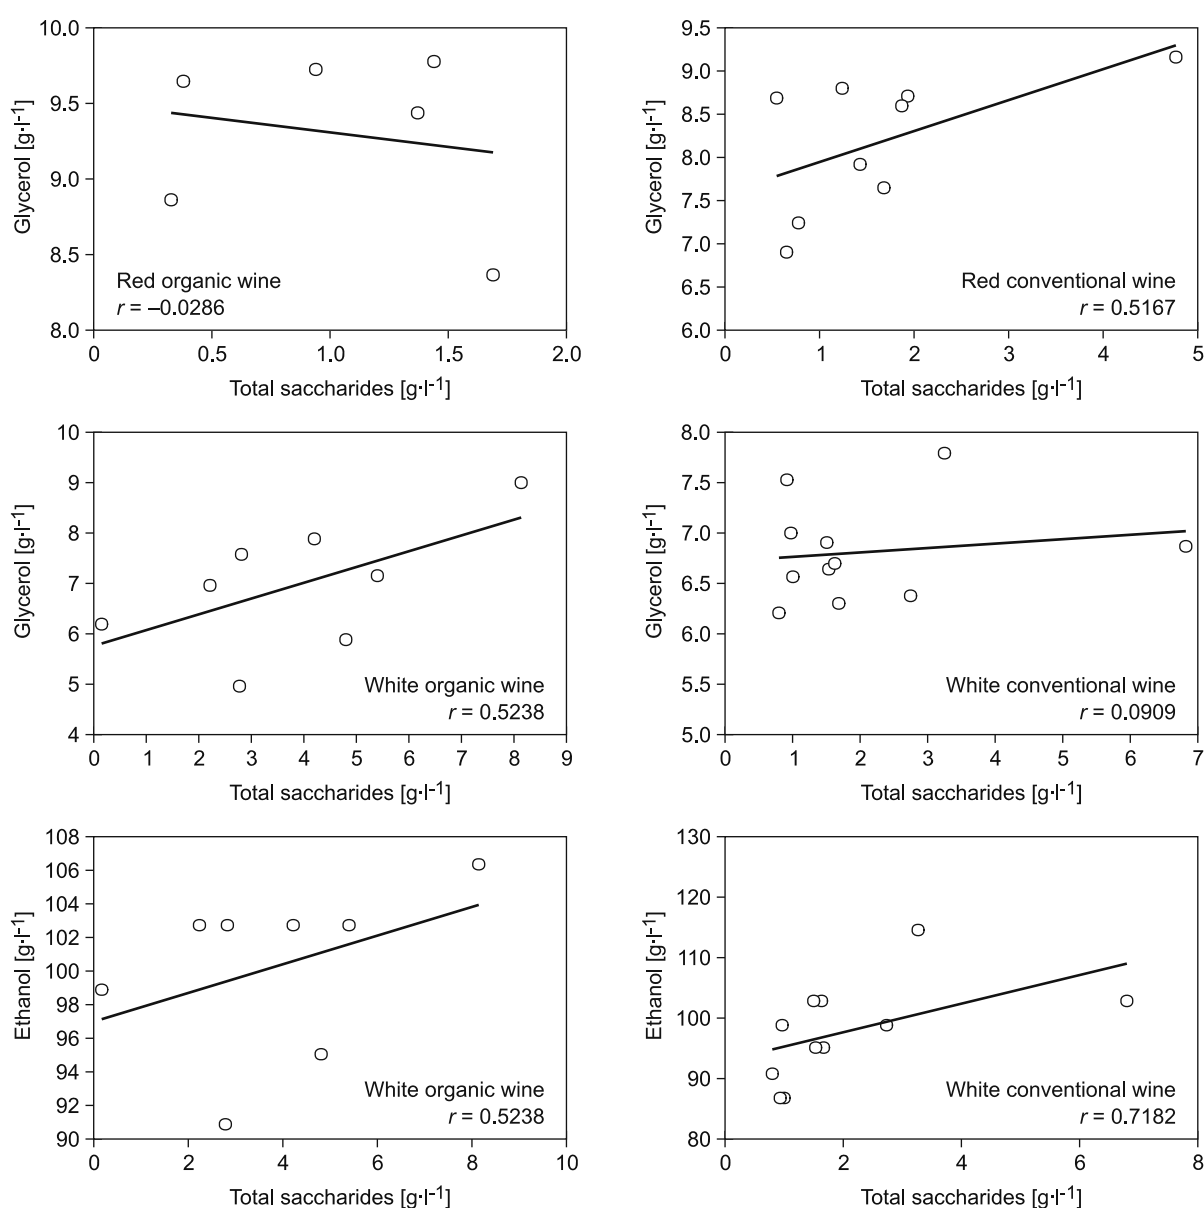 10.0
9.5
9.0
8.5
8.0
Glycerol [g·l⁻¹]
Red organic wine
r = –0.0286
0 0.5 1.0 1.5 2.0
Total saccharides [g·l⁻¹]
9.5
9.0
8.5
8.0
7.5
7.0
6.5
6.0
Glycerol [g·l⁻¹]
Red conventional wine
r = 0.5167
0 1 2 3 4 5
Total saccharides [g·l⁻¹]
10
9
8
7
6
5
4
Glycerol [g·l⁻¹]
White organic wine
r = 0.5238
0 1 2 3 4 5 6 7 8 9
Total saccharides [g·l⁻¹]
8.0
7.5
7.0
6.5
6.0
5.5
5.0
Glycerol [g·l⁻¹]
White conventional wine
r = 0.0909
0 1 2 3 4 5 6 7
Total saccharides [g·l⁻¹]
108
106
104
102
100
98
96
94
92
90
Ethanol [g·l⁻¹]
White organic wine
r = 0.5238
0 2 4 6 8 10
Total saccharides [g·l⁻¹]
130
120
110
100
90
80
Ethanol [g·l⁻¹]
White conventional wine
r = 0.7182
0 2 4 6 8
Total saccharides [g·l⁻¹]